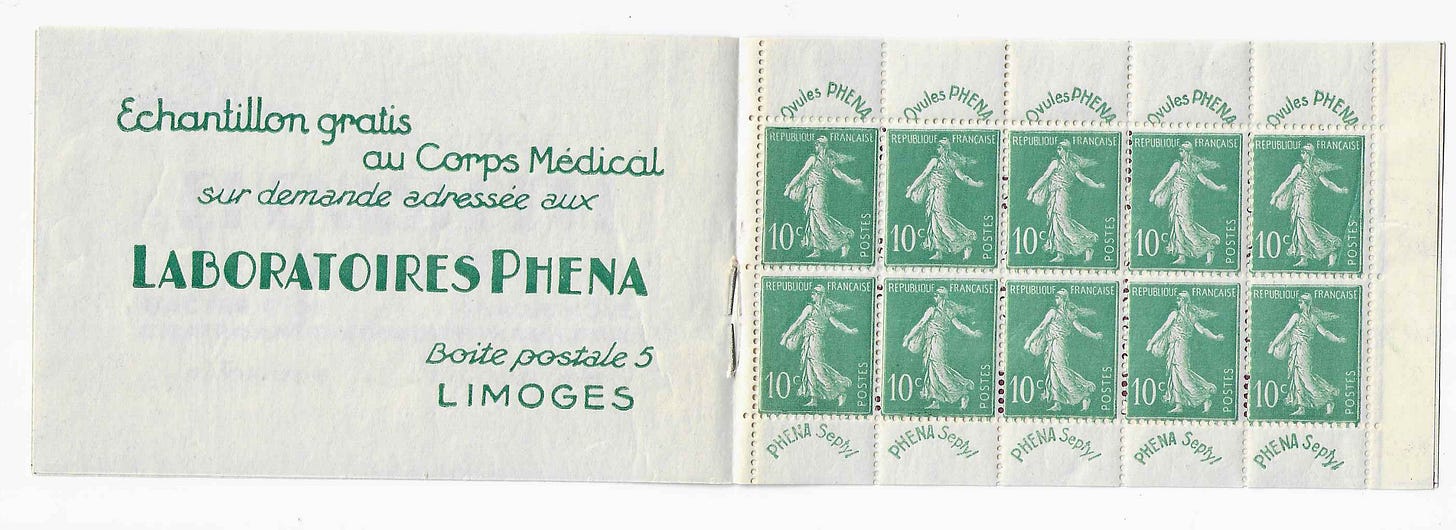 Echantillon gratis
au Corps Médical
sur demande adressée aux
LABORATOIRES PHENA
Boite postale 5
LIMOGES
Ovules PHENA Ovules PHENA Ovules PHENA Ovules PHENA Ovules PHENA
REPUBLIQUE FRANÇAISE REPUBLIQUE FRANÇAISE REPUBLIQUE FRANÇAISE REPUBLIQUE FRANÇAISE REPUBLIQUE FRANÇAISE
10c POSTES 10c POSTES 10c POSTES 10c POSTES 10c POSTES
REPUBLIQUE FRANÇAISE REPUBLIQUE FRANÇAISE REPUBLIQUE FRANÇAISE REPUBLIQUE FRANÇAISE REPUBLIQUE FRANÇAISE
10c POSTES 10c POSTES 10c POSTES 10c POSTES 10c POSTES
PHENA Septyl PHENA Septyl PHENA Septyl PHENA Septyl PHENA Septyl